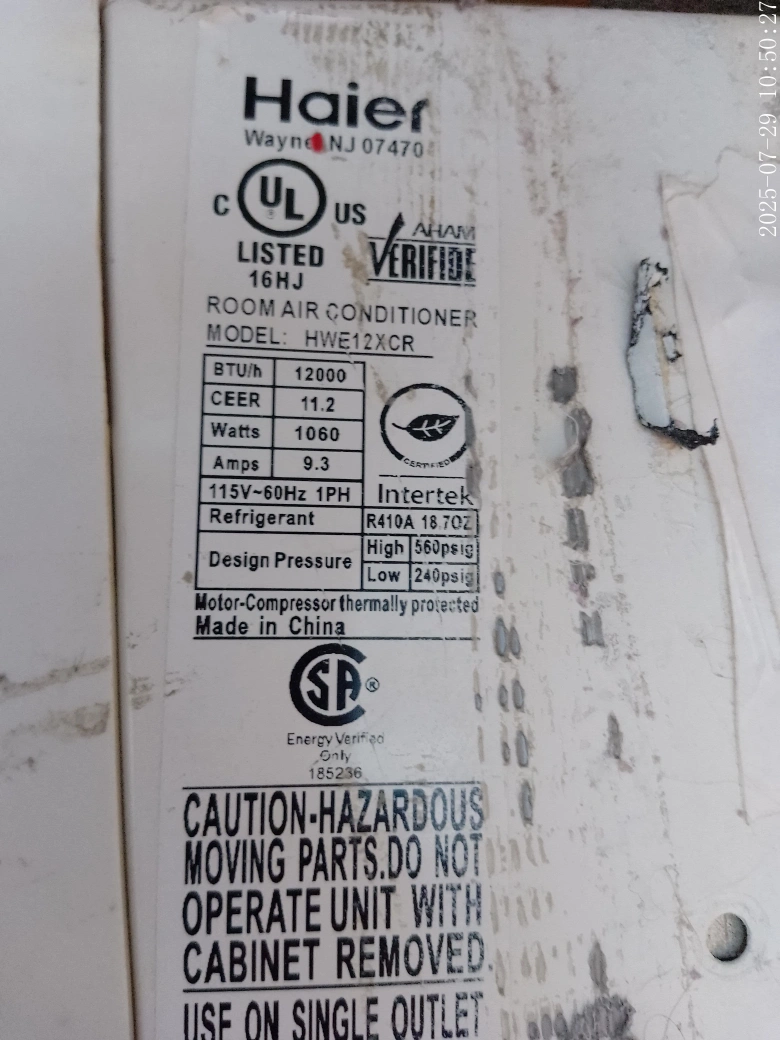 2025-07-29 10:50:27
Haier
Wayne, NJ 07470
C UL US
LISTED
16HJ
AHAM
VERIFIDE
ROOM AIR CONDITIONER
MODEL: HWE12XCR
BTU/h 12000
CEER 11.2
Watts 1060
Amps 9.3
115V~60Hz 1PH
CERTIFIED
Intertek
Refrigerant R410A 18.7OZ
Design Pressure High 560psig
Low 240psig
Motor-Compressor thermally protected
Made in China
SA ®
Energy Verified
Only
185236
CAUTION-HAZARDOUS
MOVING PARTS.DO NOT
OPERATE UNIT WITH
CABINET REMOVED.
USE ON SINGLE OUTLET